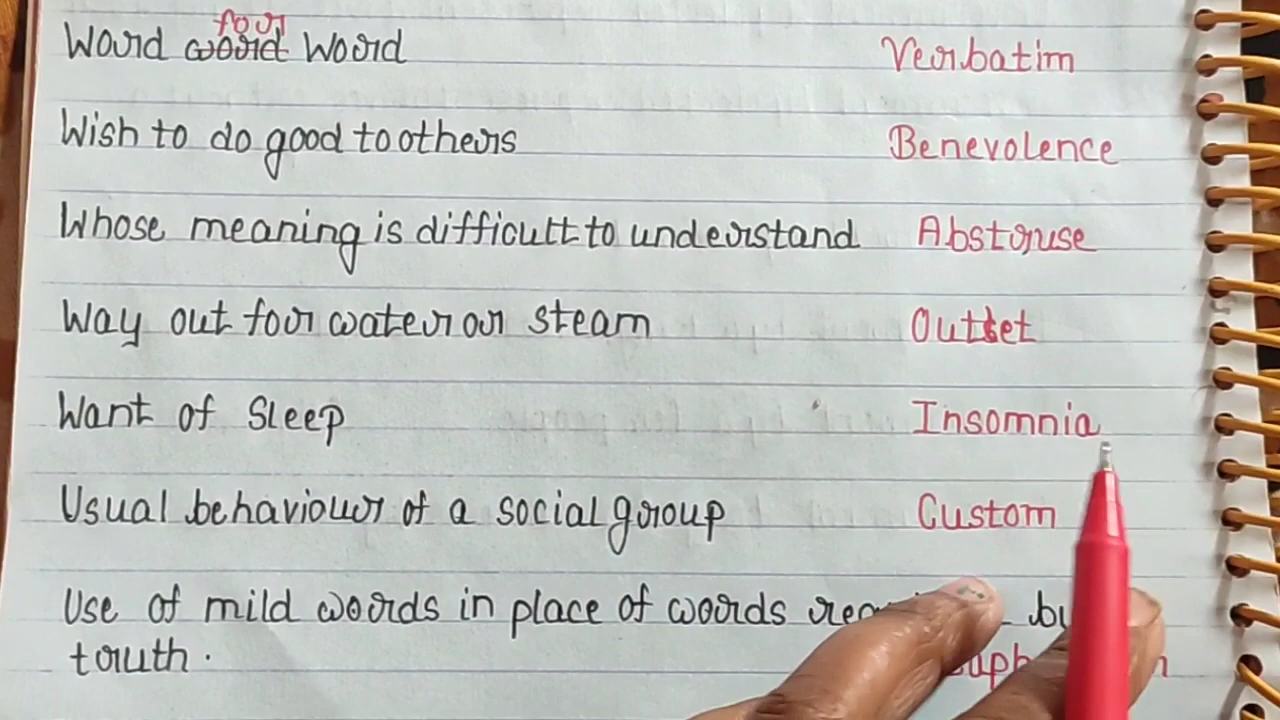 for
Word word Word Verbatim
Wish to do good to others Benevolence
Whose meaning is difficult to understand Abstruse
Way out for water or steam Outlet
Want of Sleep Insomnia
Usual behaviour of a social group Custom
Use of mild words in place of words
truth.